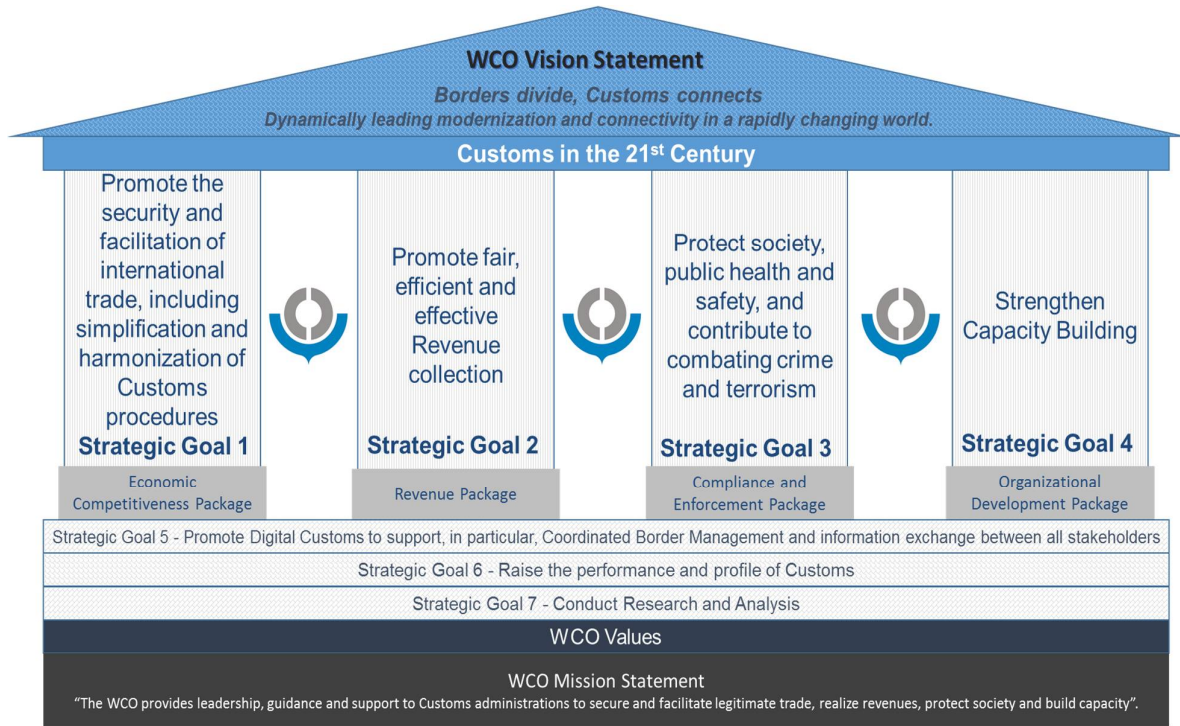 WCO Vision Statement
Borders divide, Customs connects
Dynamically leading modernization and connectivity in a rapidly changing world.
Customs in the 21st Century
Promote the
security and
facilitation of
international
trade, including
simplification and
harmonization of
Customs
procedures
Strategic Goal 1
Economic
Competitiveness Package
Promote fair,
efficient and
effective
Revenue
collection
Strategic Goal 2
Revenue Package
Protect society,
public health and
safety, and
contribute to
combating crime
and terrorism
Strategic Goal 3
Compliance and
Enforcement Package
Strengthen
Capacity Building
Strategic Goal 4
Organizational
Development Package
Strategic Goal 5 - Promote Digital Customs to support, in particular, Coordinated Border Management and information exchange between all stakeholders
Strategic Goal 6 - Raise the performance and profile of Customs
Strategic Goal 7 - Conduct Research and Analysis
WCO Values
WCO Mission Statement
“The WCO provides leadership, guidance and support to Customs administrations to secure and facilitate legitimate trade, realize revenues, protect society and build capacity”.